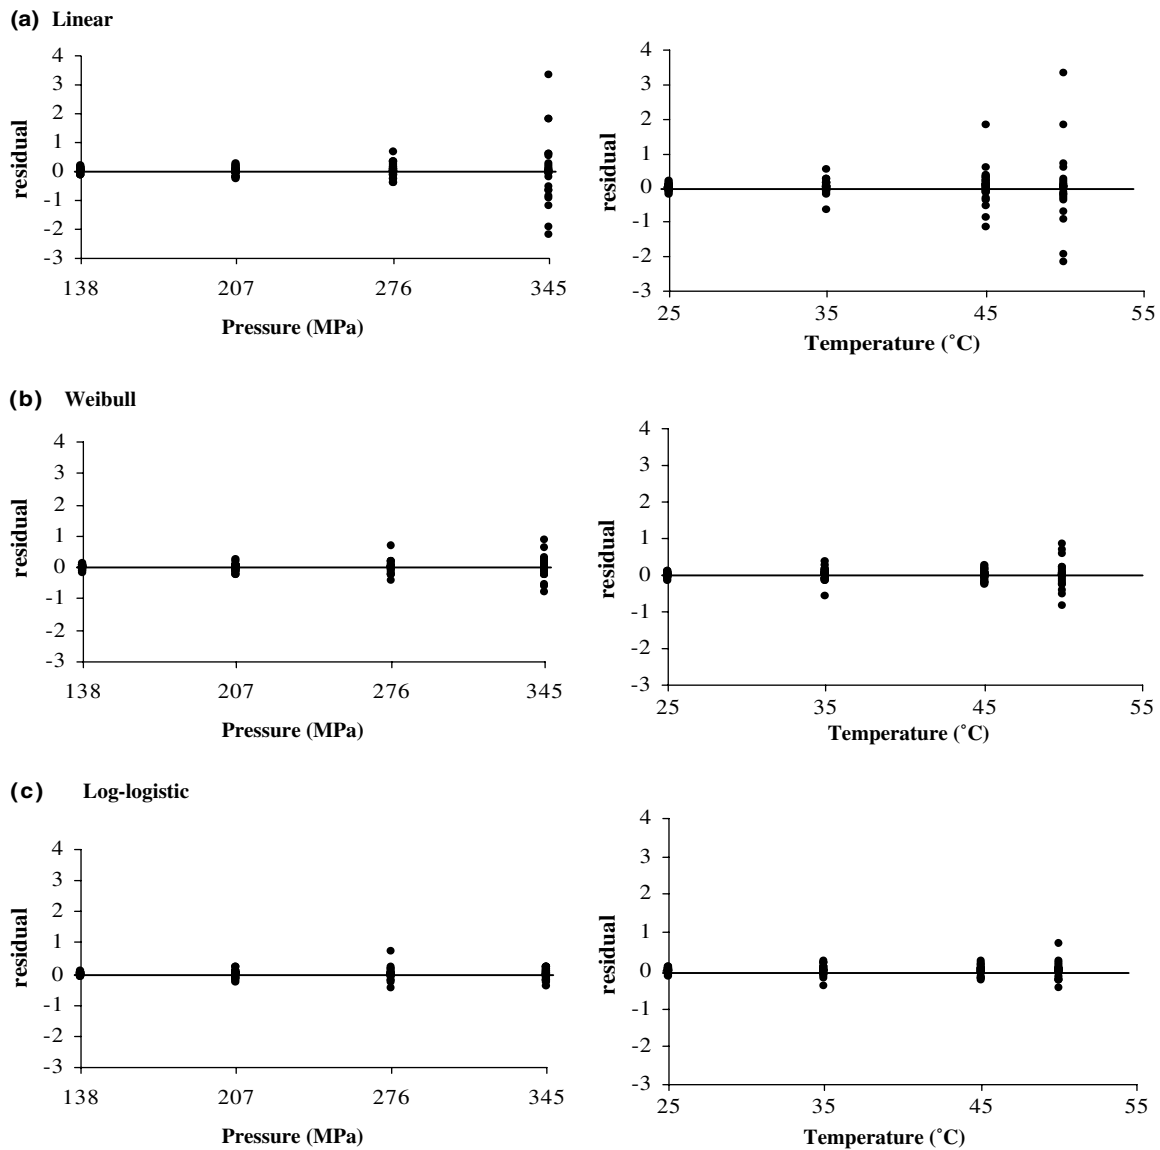 (a) Linear
4
3
2
1
0
-1
-2
-3
residual
138 207 276 345
Pressure (MPa)
4
3
2
1
0
-1
-2
-3
residual
25 35 45 55
Temperature (˚C)
(b) Weibull
4
3
2
1
0
-1
-2
-3
residual
138 207 276 345
Pressure (MPa)
4
3
2
1
0
-1
-2
-3
residual
25 35 45 55
Temperature (˚C)
(c) Log-logistic
4
3
2
1
0
-1
-2
-3
residual
138 207 276 345
Pressure (MPa)
4
3
2
1
0
-1
-2
-3
residual
25 35 45 55
Temperature (˚C)